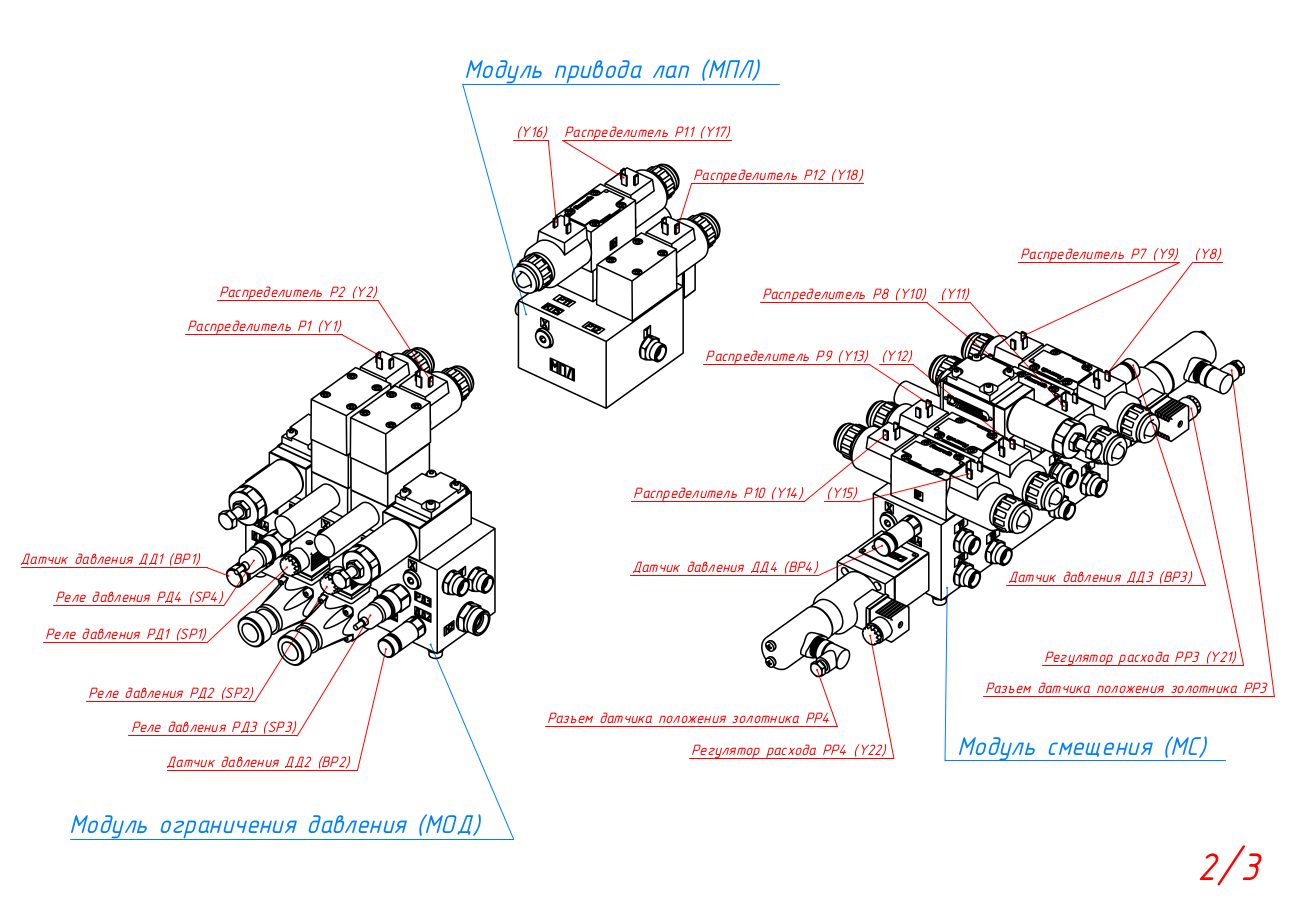 Модуль привода лап (МПЛ)
(Y16)
Распределитель Р11 (Y17)
Распределитель Р12 (Y18)
МПЛ
Распределитель Р2 (Y2)
Распределитель Р1 (Y1)
Датчик давления ДД1 (ВР1)
Реле давления РД4 (SP4)
Реле давления РД1 (SP1)
Реле давления РД2 (SP2)
Реле давления РД3 (SP3)
Датчик давления ДД2 (ВР2)
Модуль ограничения давления (МОД)
Распределитель Р7 (Y9)
(Y8)
Распределитель Р8 (Y10)
(Y11)
Распределитель Р9 (Y13)
(Y12)
Распределитель Р10 (Y14)
(Y15)
Датчик давления ДД4 (ВР4)
Датчик давления ДД3 (ВР3)
Регулятор расхода РР3 (Y21)
Разъем датчика положения золотника РР3
Разъем датчика положения золотника РР4
Регулятор расхода РР4 (Y22)
Модуль смещения (МС)
2/3